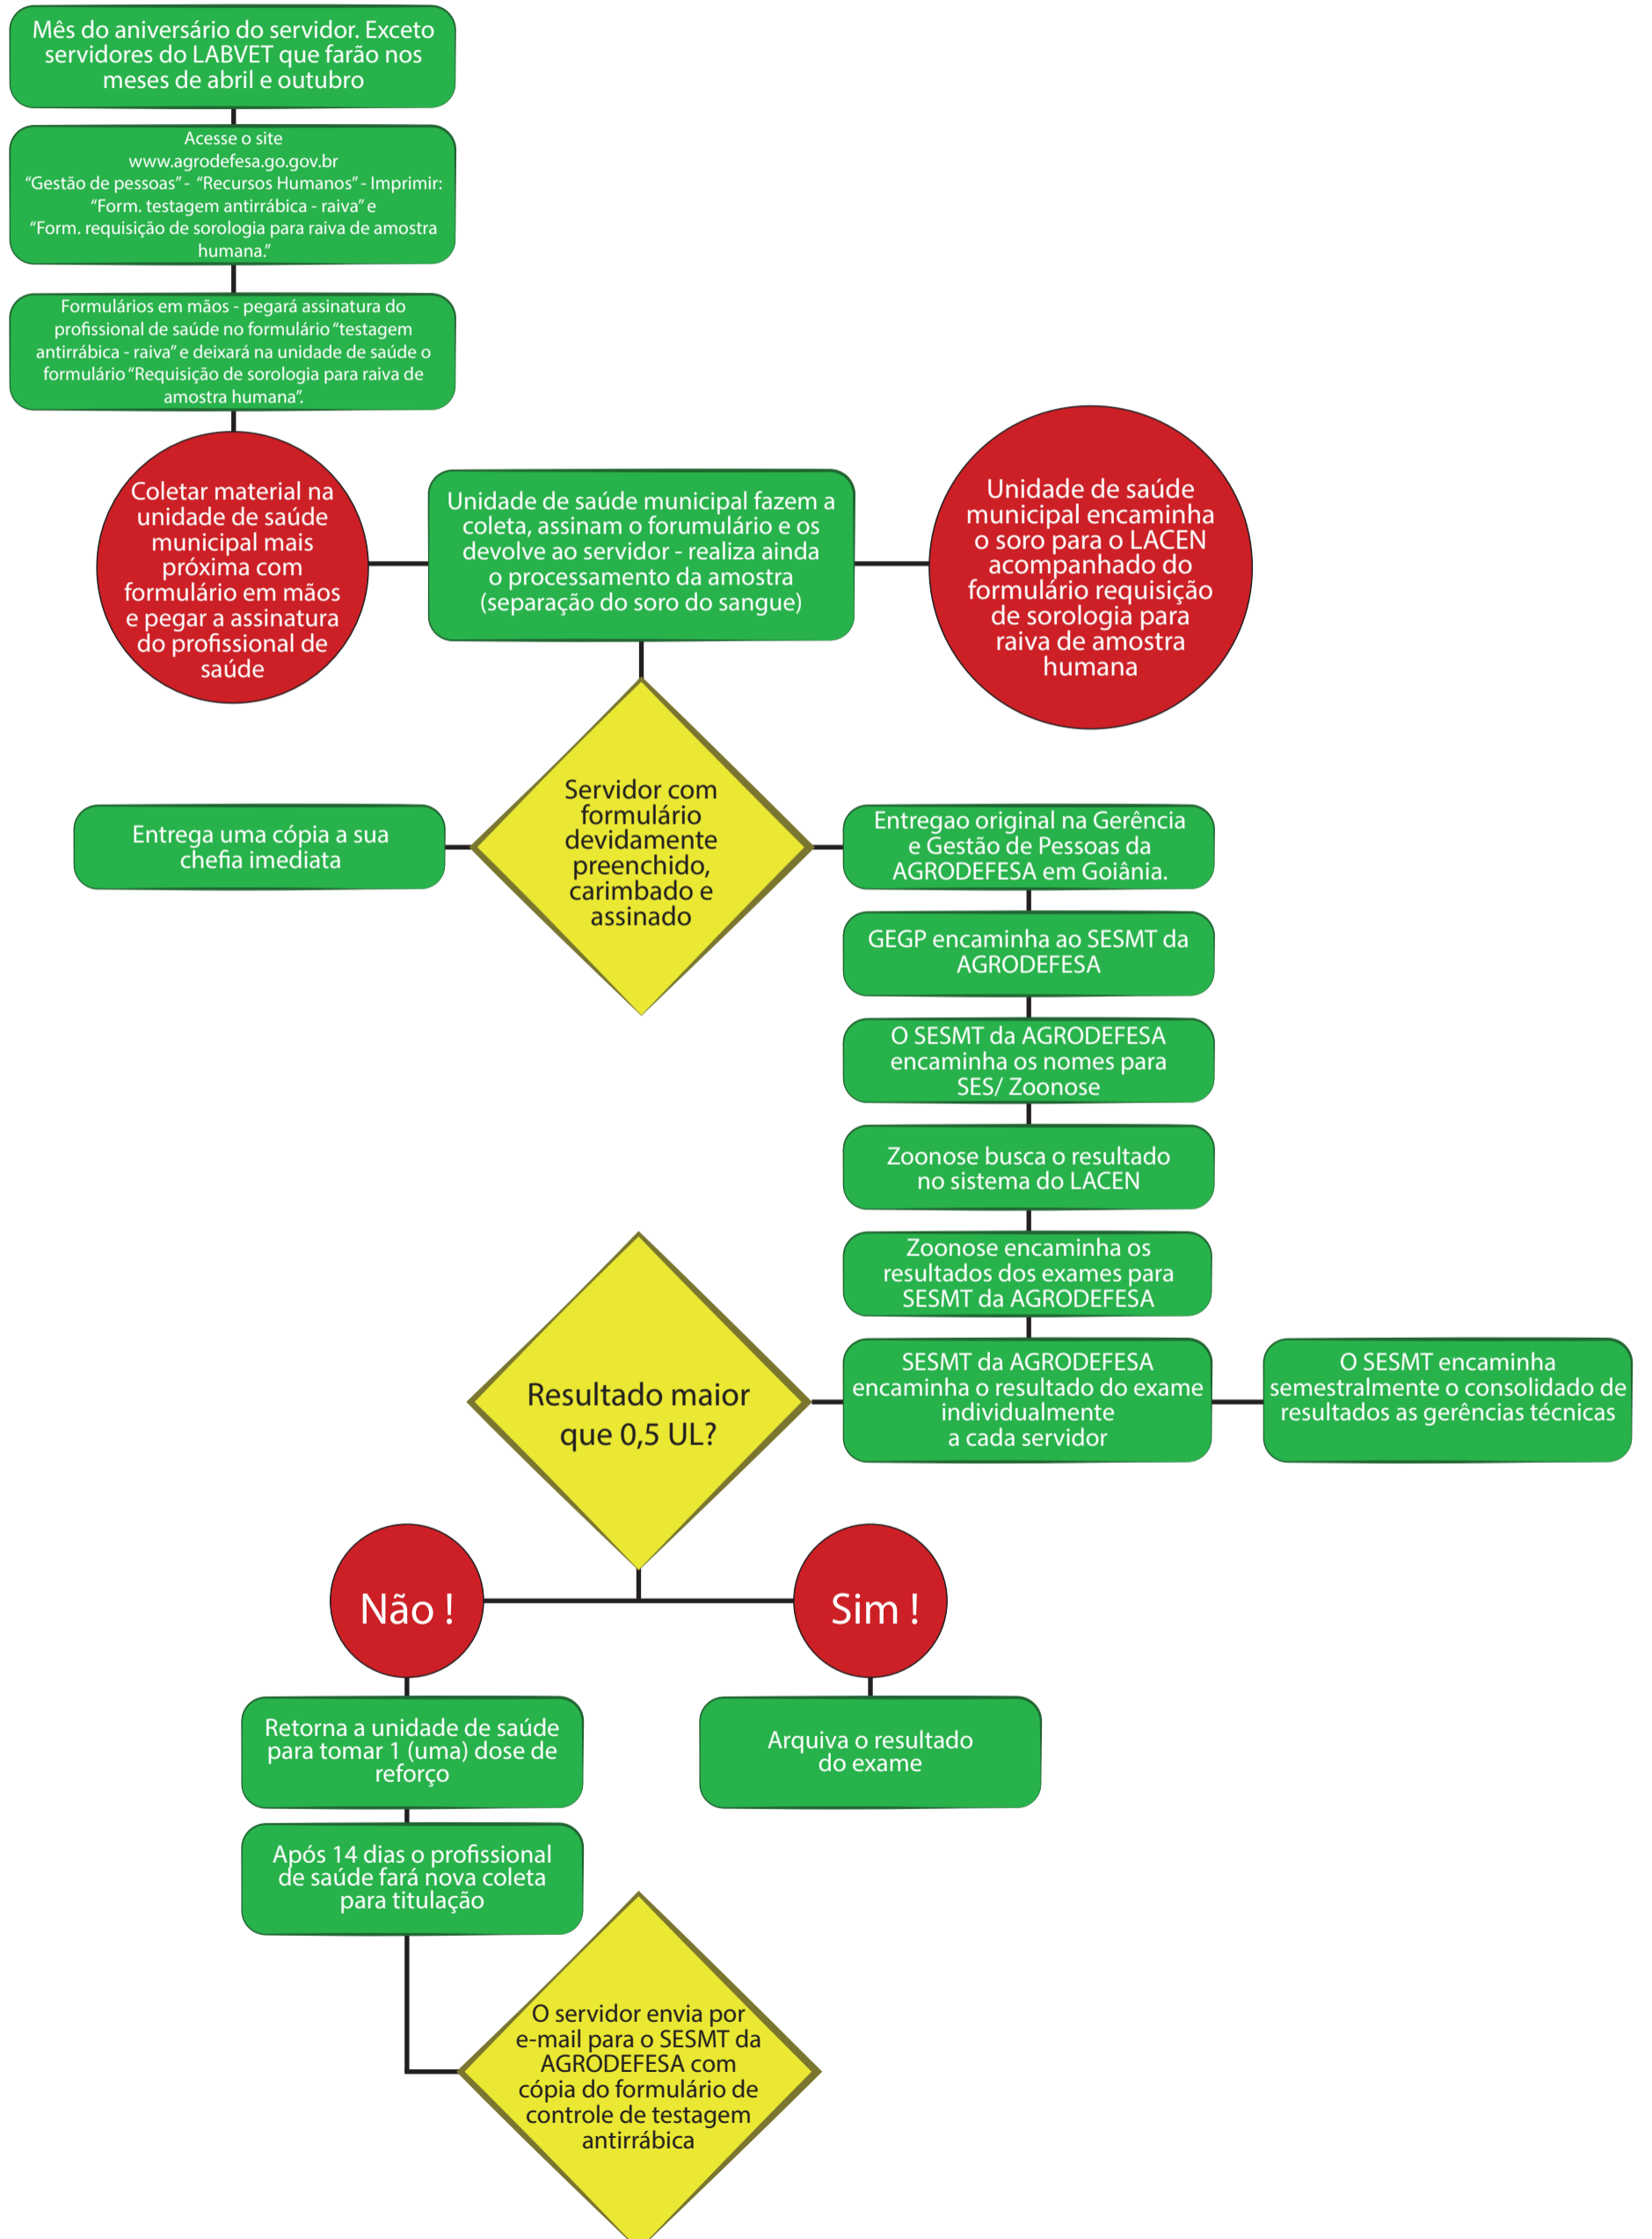 Mês do aniversário do servidor. Exceto
servidores do LABVET que farão nos
meses de abril e outubro
Acesse o site
www.agrodefesa.go.gov.br
“Gestão de pessoas” - “Recursos Humanos” - Imprimir:
“Form. testagem antirrábica - raiva” e
“Form. requisição de sorologia para raiva de amostra
humana.”
Formulários em mãos - pegará assinatura do
profissional de saúde no formulário “testagem
antirrábica - raiva” e deixará na unidade de saúde o
formulário “Requisição de sorologia para raiva de
amostra humana”.
Coletar material na
unidade de saúde
municipal mais
próxima com
formulário em mãos
e pegar a assinatura
do profissional de
saúde
Unidade de saúde municipal fazem a
coleta, assinam o forumulário e os
devolve ao servidor - realiza ainda
o processamento da amostra
(separação do soro do sangue)
Unidade de saúde
municipal encaminha
o soro para o LACEN
acompanhado do
formulário requisição
de sorologia para
raiva de amostra
humana
Servidor com
formulário
devidamente
preenchido,
carimbado e
assinado
Entrega uma cópia a sua
chefia imediata
Entregao original na Gerência
e Gestão de Pessoas da
AGRODEFESA em Goiânia.
GEGP encaminha ao SESMT da
AGRODEFESA
O SESMT da AGRODEFESA
encaminha os nomes para
SES/ Zoonose
Zoonose busca o resultado
no sistema do LACEN
Zoonose encaminha os
resultados dos exames para
SESMT da AGRODEFESA
SESMT da AGRODEFESA
encaminha o resultado do exame
individualmente
a cada servidor
O SESMT encaminha
semestralmente o consolidado de
resultados as gerências técnicas
Resultado maior
que 0,5 UL?
Não !
Sim !
Retorna a unidade de saúde
para tomar 1 (uma) dose de
reforço
Arquiva o resultado
do exame
Após 14 dias o profissional
de saúde fará nova coleta
para titulação
O servidor envia por
e-mail para o SESMT da
AGRODEFESA com
cópia do formulário de
controle de testagem
antirrábica